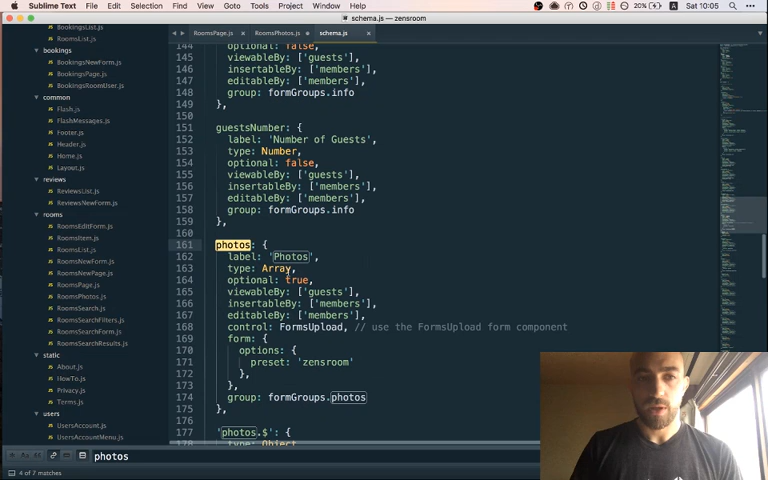 Sublime Text File Edit Selection Find View Goto Tools Project Window Help 20% A Sat 10:05
schema.js — zensroom
RoomsPage.js RoomsPhotos.js schema.js
BookingsList.js
RoomsList.js
bookings
BookingsNewForm.js
BookingsPage.js
BookingsRoomUser.js
common
Flash.js
FlashMessages.js
Footer.js
Header.js
Home.js
Layout.js
reviews
ReviewsList.js
ReviewsNewForm.js
rooms
RoomsEditForm.js
RoomsItem.js
RoomsList.js
RoomsNewForm.js
RoomsNewPage.js
RoomsPage.js
RoomsPhotos.js
RoomsSearch.js
RoomsSearchFilters.js
RoomsSearchForm.js
RoomsSearchResults.js
static
About.js
HowTo.js
Privacy.js
Terms.js
users
UsersAccount.js
UsersAccountMenu.js
144 optional: false,
145 viewableBy: ['guests'],
146 insertableBy: ['members'],
147 editableBy: ['members'],
148 group: formGroups.info
149 },
150
151 guestsNumber: {
152 label: 'Number of Guests',
153 type: Number,
154 optional: false,
155 viewableBy: ['guests'],
156 insertableBy: ['members'],
157 editableBy: ['members'],
158 group: formGroups.info
159 },
160
161 photos: {
162 label: 'Photos',
163 type: Array,
164 optional: true,
165 viewableBy: ['guests'],
166 insertableBy: ['members'],
167 editableBy: ['members'],
168 control: FormsUpload, // use the FormsUpload form component
169 form: {
170 options: {
171 preset: 'zensroom'
172 },
173 },
174 group: formGroups.photos
175 },
176
177 'photos.$': {
178 type: Object
photos
4 of 7 matches